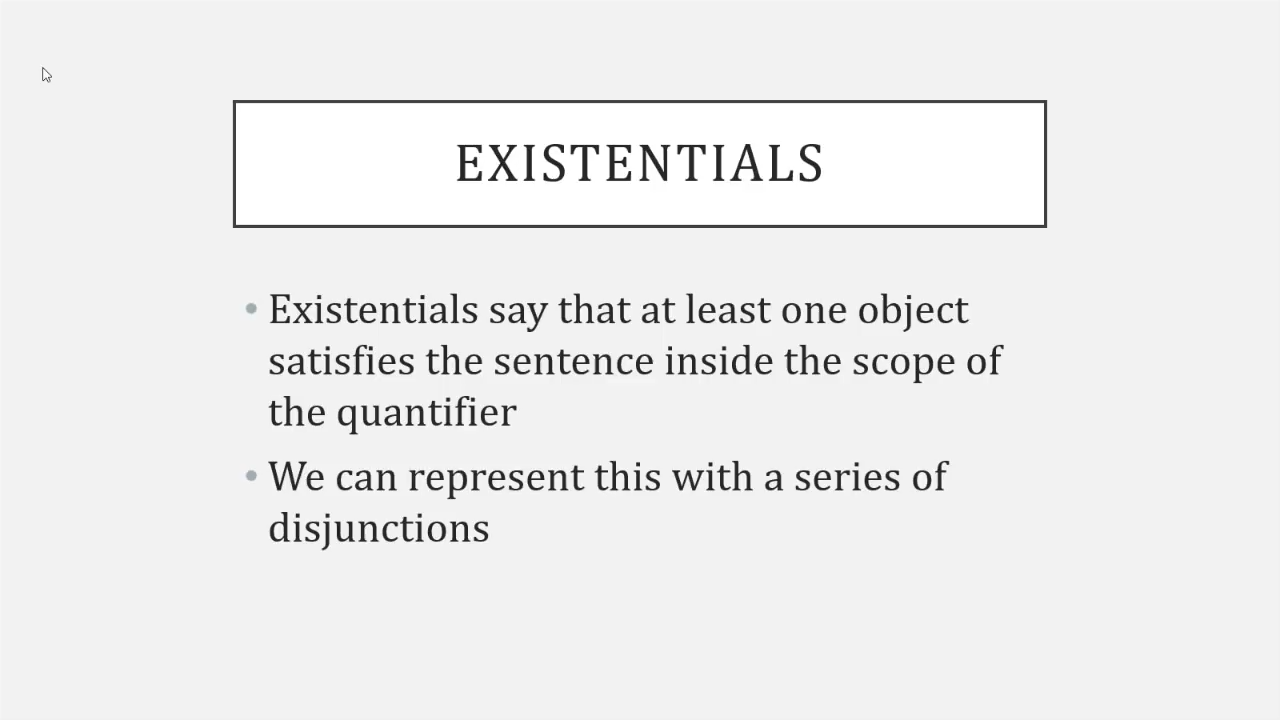 EXISTENTIALS
• Existentials say that at least one object
satisfies the sentence inside the scope of
the quantifier
• We can represent this with a series of
disjunctions